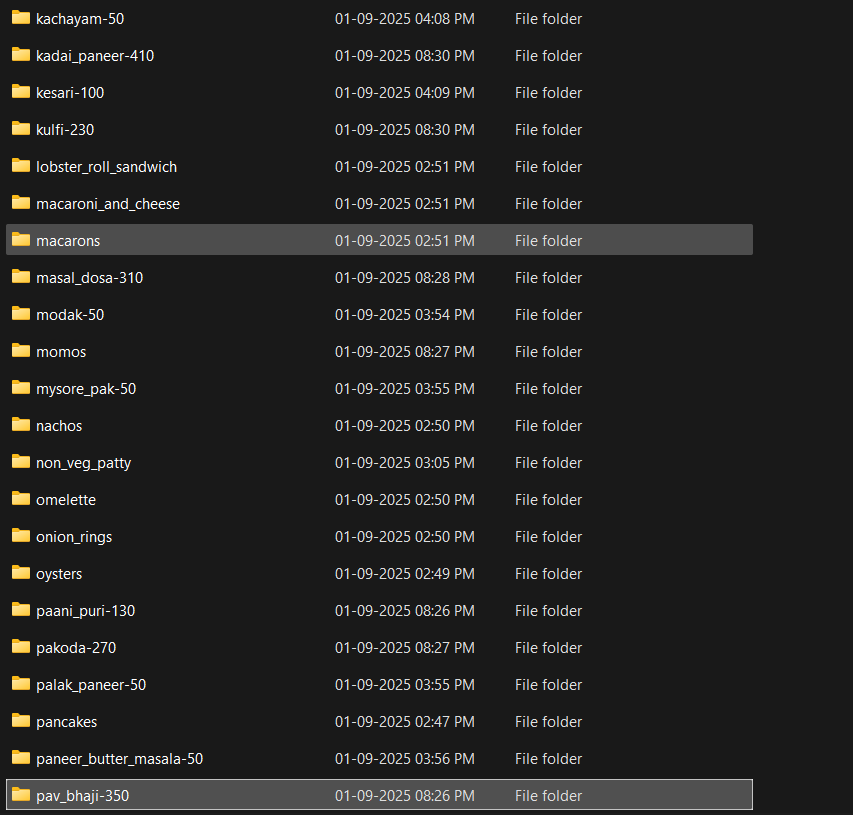 kachayam-50 01-09-2025 04:08 PM File folder
kadai_paneer-410 01-09-2025 08:30 PM File folder
kesari-100 01-09-2025 04:09 PM File folder
kulfi-230 01-09-2025 08:30 PM File folder
lobster_roll_sandwich 01-09-2025 02:51 PM File folder
macaroni_and_cheese 01-09-2025 02:51 PM File folder
macarons 01-09-2025 02:51 PM File folder
masal_dosa-310 01-09-2025 08:28 PM File folder
modak-50 01-09-2025 03:54 PM File folder
momos 01-09-2025 08:27 PM File folder
mysore_pak-50 01-09-2025 03:55 PM File folder
nachos 01-09-2025 02:50 PM File folder
non_veg_patty 01-09-2025 03:05 PM File folder
omelette 01-09-2025 02:50 PM File folder
onion_rings 01-09-2025 02:50 PM File folder
oysters 01-09-2025 02:49 PM File folder
paani_puri-130 01-09-2025 08:26 PM File folder
pakoda-270 01-09-2025 08:27 PM File folder
palak_paneer-50 01-09-2025 03:55 PM File folder
pancakes 01-09-2025 02:47 PM File folder
paneer_butter_masala-50 01-09-2025 03:56 PM File folder
pav_bhaji-350 01-09-2025 08:26 PM File folder